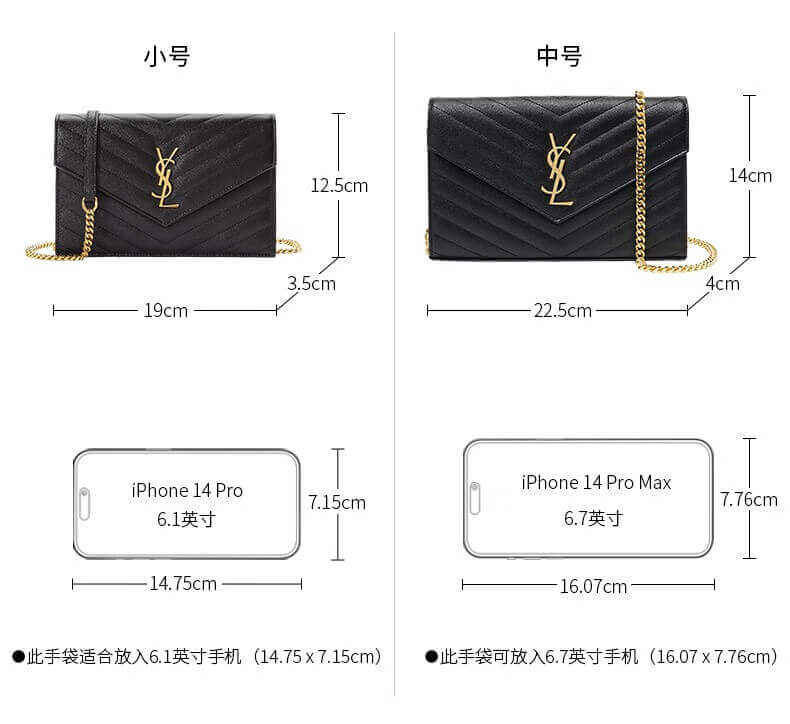 小号
中号
YSL
12.5cm
3.5cm
19cm
YSL
14cm
4cm
22.5cm
iPhone 14 Pro
6.1英寸
7.15cm
14.75cm
iPhone 14 Pro Max
6.7英寸
7.76cm
16.07cm
●此手袋适合放入6.1英寸手机（14.75 x 7.15cm）
●此手袋可放入6.7英寸手机（16.07 x 7.76cm）